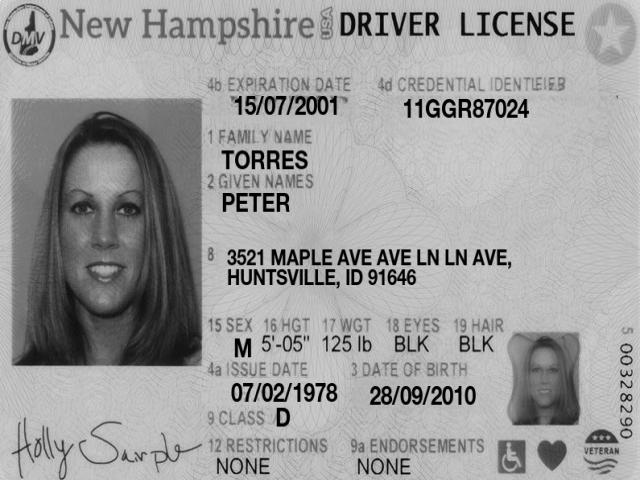 DMV
New Hampshire USA DRIVER LICENSE
4b EXPIRATION DATE 4d CREDENTIAL IDENTIFIER
15/07/2001 11GGR87024
1 FAMILY NAME
TORRES
2 GIVEN NAMES
PETER
8 3521 MAPLE AVE AVE LN LN AVE,
HUNTSVILLE, ID 91646
15 SEX 16 HGT 17 WGT 18 EYES 19 HAIR
M 5'-05" 125 lb BLK BLK
4a ISSUE DATE 3 DATE OF BIRTH
07/02/1978 28/09/2010
9 CLASS D
12 RESTRICTIONS 9a ENDORSEMENTS
NONE NONE
Holly Sample
VETERAN
5 00328290